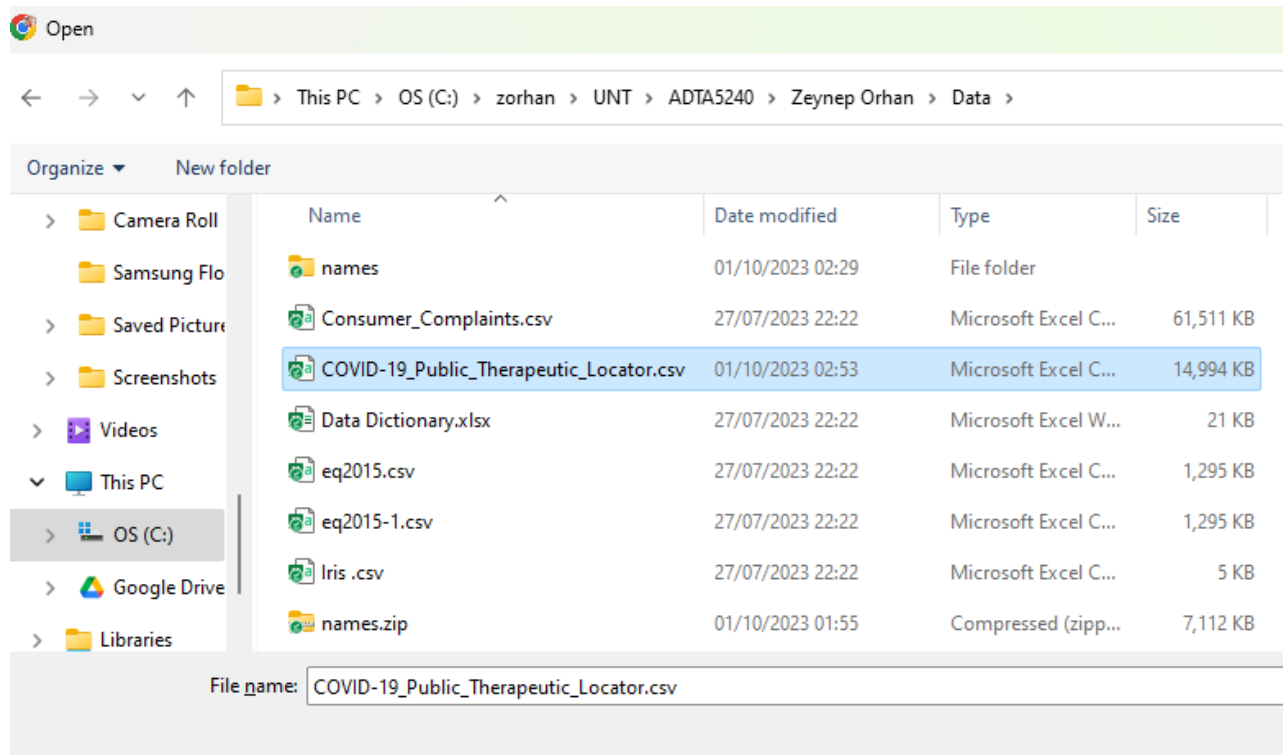 Open
This PC > OS (C:) > zorhan > UNT > ADTA5240 > Zeynep Orhan > Data >
Organize New folder
Camera Roll
Samsung Flo
Saved Picture
Screenshots
Videos
This PC
OS (C:)
Google Drive
Libraries
Name Date modified Type Size
names 01/10/2023 02:29 File folder
Consumer_Complaints.csv 27/07/2023 22:22 Microsoft Excel C... 61,511 KB
COVID-19_Public_Therapeutic_Locator.csv 01/10/2023 02:53 Microsoft Excel C... 14,994 KB
Data Dictionary.xlsx 27/07/2023 22:22 Microsoft Excel W... 21 KB
eq2015.csv 27/07/2023 22:22 Microsoft Excel C... 1,295 KB
eq2015-1.csv 27/07/2023 22:22 Microsoft Excel C... 1,295 KB
Iris .csv 27/07/2023 22:22 Microsoft Excel C... 5 KB
names.zip 01/10/2023 01:55 Compressed (zipp... 7,112 KB
File name: COVID-19_Public_Therapeutic_Locator.csv